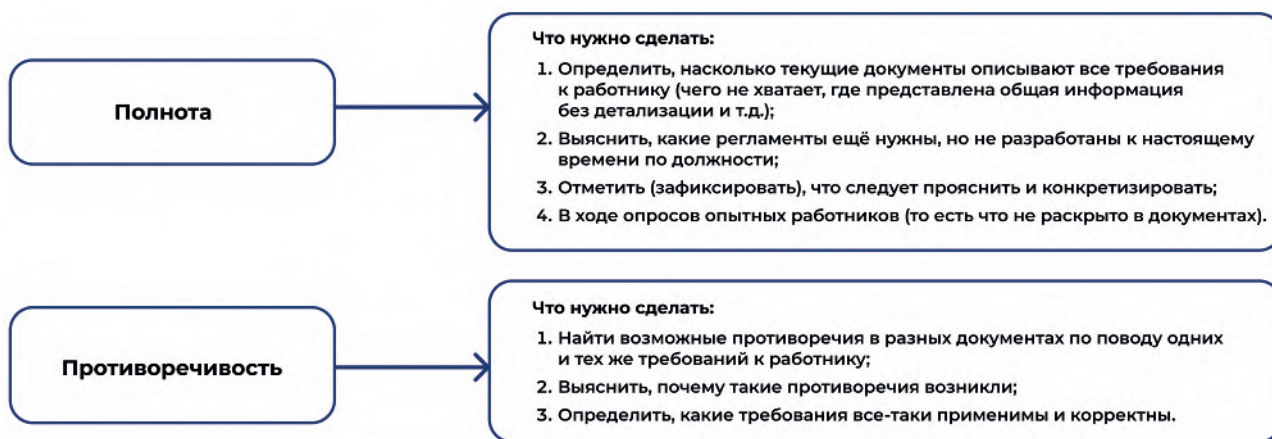 Полнота
Что нужно сделать:
1. Определить, насколько текущие документы описывают все требования
к работнику (чего не хватает, где представлена общая информация
без детализации и т.д.);
2. Выяснить, какие регламенты ещё нужны, но не разработаны к настоящему
времени по должности;
3. Отметить (зафиксировать), что следует прояснить и конкретизировать;
4. В ходе опросов опытных работников (то есть что не раскрыто в документах).
Противоречивость
Что нужно сделать:
1. Найти возможные противоречия в разных документах по поводу одних
и тех же требований к работнику;
2. Выяснить, почему такие противоречия возникли;
3. Определить, какие требования все-таки применимы и корректны.